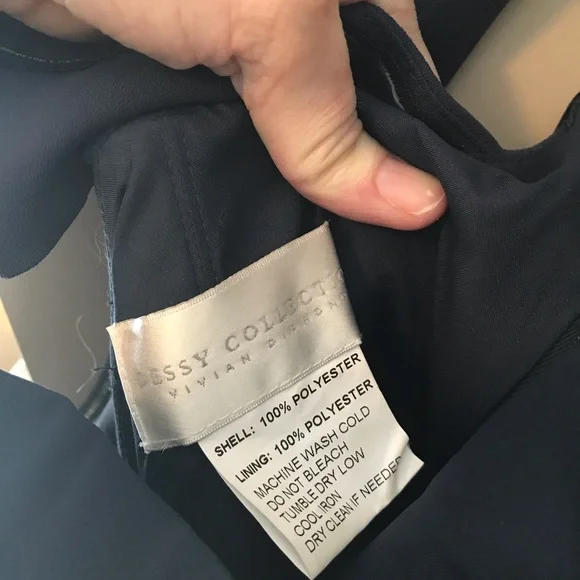 DESSY COLLECTIO
VIVIAN DIAMOND
SHELL: 100% POLYESTER
LINING: 100% POLYESTER
MACHINE WASH COLD
DO NOT BLEACH
TUMBLE DRY LOW
COOL IRON
DRY CLEAN IF NEEDED